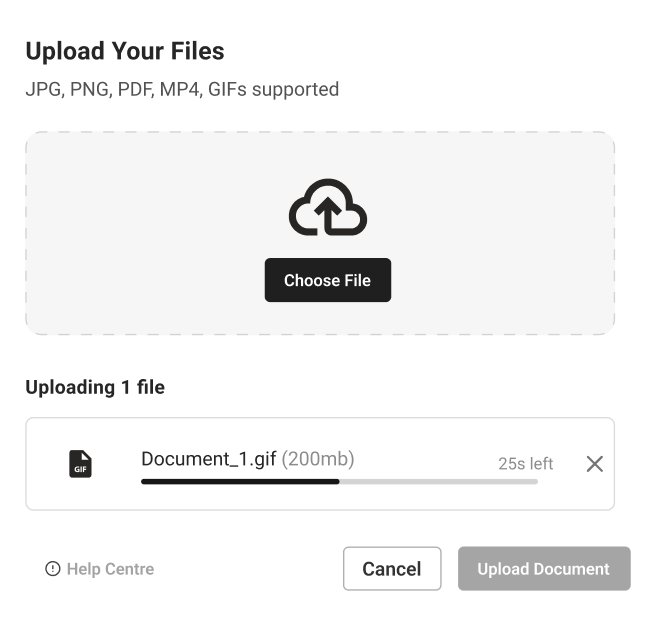 Upload Your Files
JPG, PNG, PDF, MP4, GIFs supported
Choose File
Uploading 1 file
GIF
Document_1.gif (200mb)
25s left
Help Centre
Cancel
Upload Document